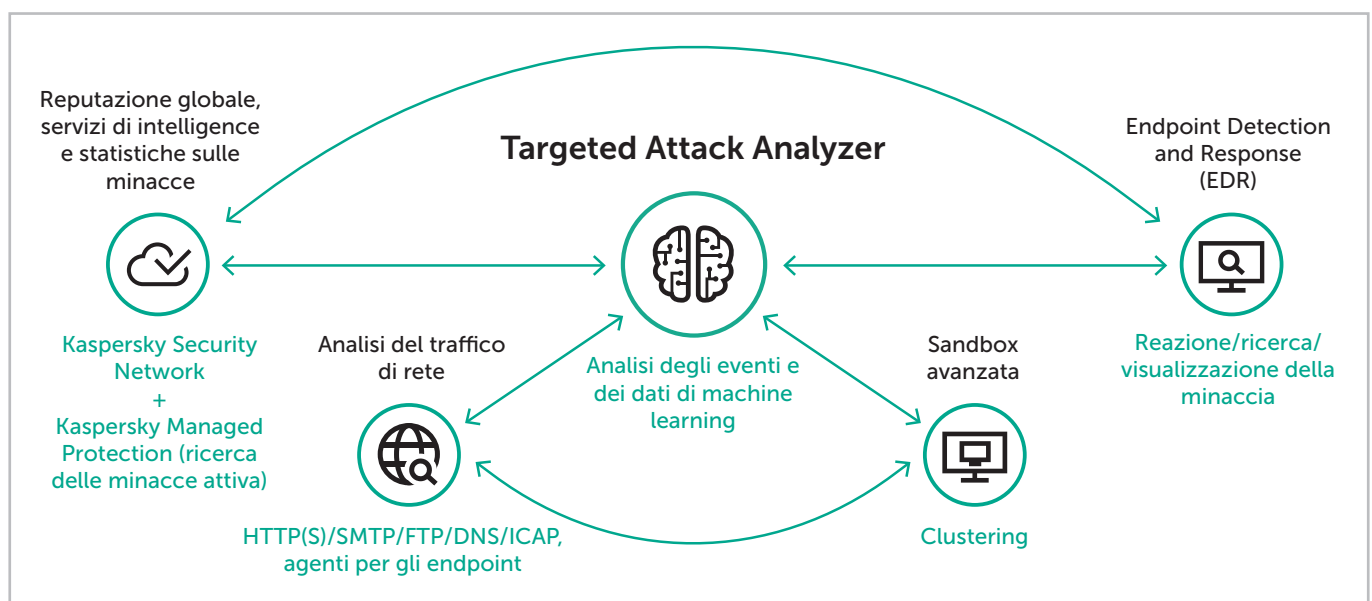 Reputazione globale,
servizi di intelligence
e statistiche sulle
minacce
Kaspersky Security
Network
+
Kaspersky Managed
Protection (ricerca
delle minacce attiva)
Analisi del traffico
di rete
HTTP(S)/SMTP/FTP/DNS/ICAP,
agenti per gli endpoint
Targeted Attack Analyzer
Analisi degli eventi e
dei dati di machine
learning
Sandbox
avanzata
Clustering
Endpoint Detection
and Response
(EDR)
Reazione/ricerca/
visualizzazione della
minaccia